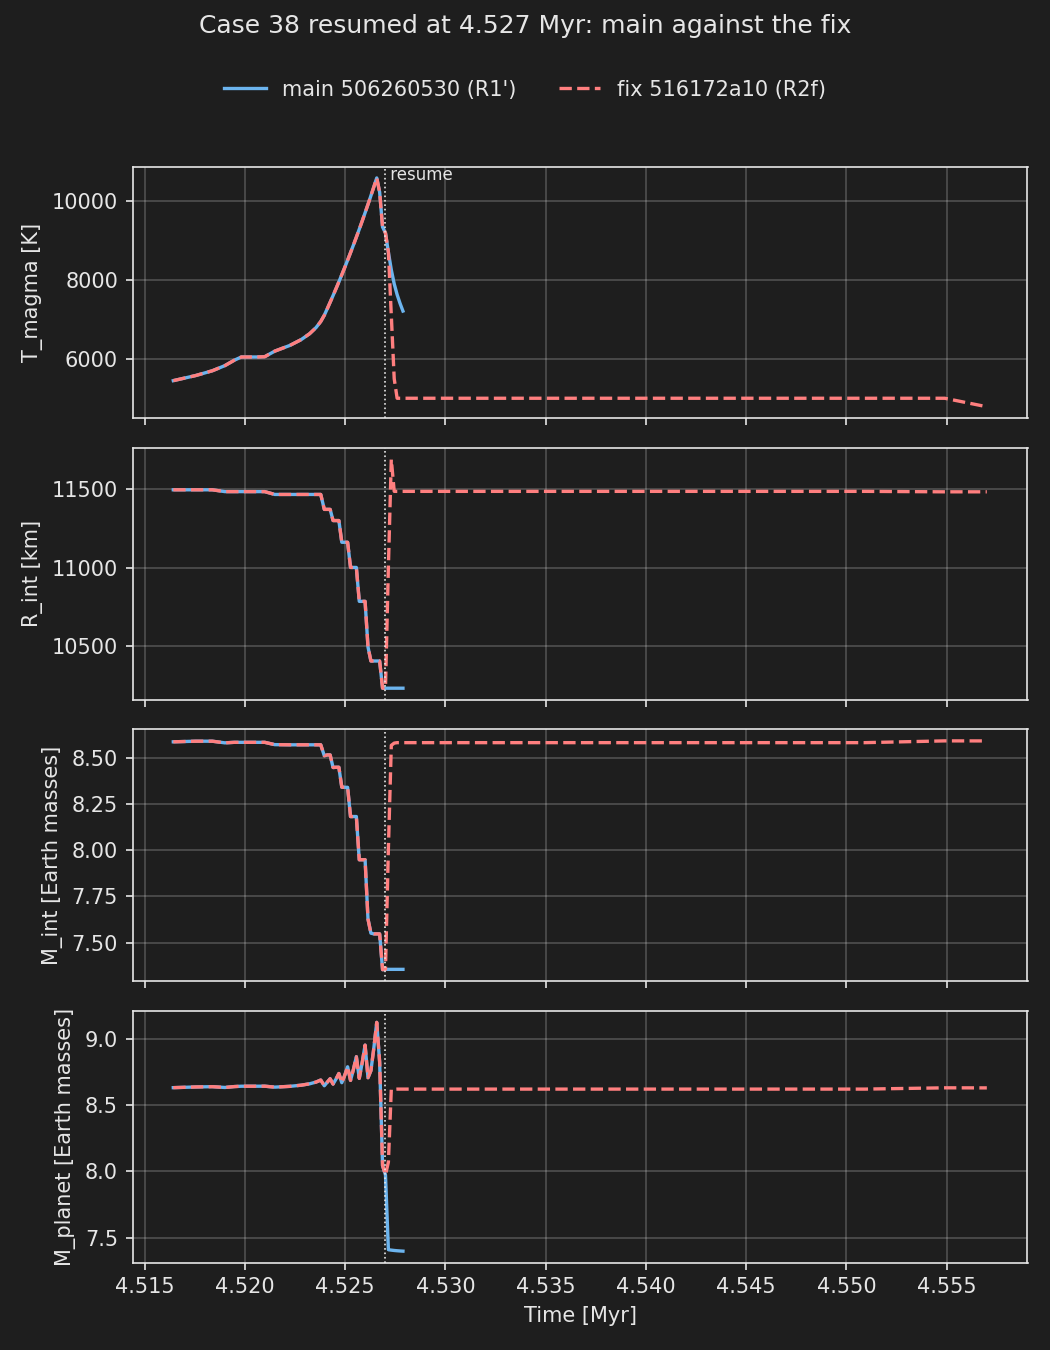 Case 38 resumed at 4.527 Myr: main against the fix
main 506260530 (R1')
fix 516172a10 (R2f)
resume
T_magma [K]
10000
8000
6000
R_int [km]
11500
11000
10500
M_int [Earth masses]
8.50
8.25
8.00
7.75
7.50
M_planet [Earth masses]
9.0
8.5
8.0
7.5
4.515 4.520 4.525 4.530 4.535 4.540 4.545 4.550 4.555
Time [Myr]